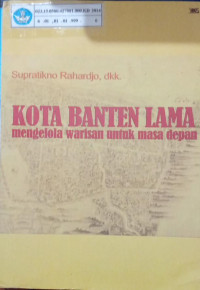 Supratikno Rahardjo, dkk.
KOTA BANTEN LAMA
mengelola warisan untuk masa depan